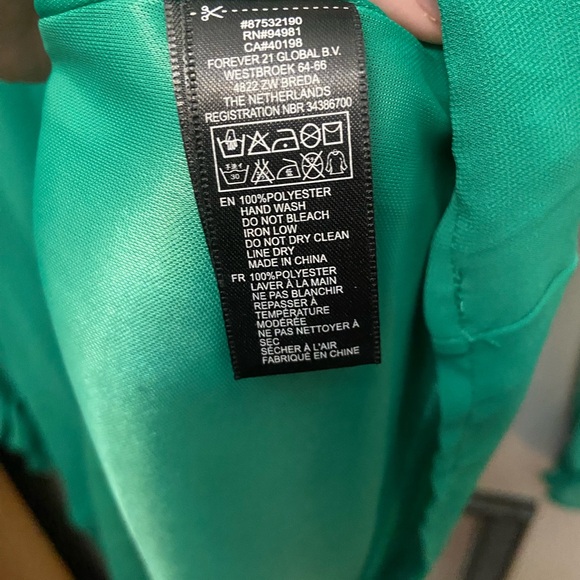 #87532190
RN#94981
CA#40198
FOREVER 21 GLOBAL B.V.
WESTBROEK 64-66
4822 ZW BREDA
THE NETHERLANDS
REGISTRATION NBR 34386700
手洗イ
30
EN 100%POLYESTER
HAND WASH
DO NOT BLEACH
IRON LOW
DO NOT DRY CLEAN
LINE DRY
MADE IN CHINA
FR 100%POLYESTER
LAVER À LA MAIN
NE PAS BLANCHIR
REPASSER À
TEMPÉRATURE
MODÉRÉE
NE PAS NETTOYER À
SEC
SÉCHER À L'AIR
FABRIQUÉ EN CHINE